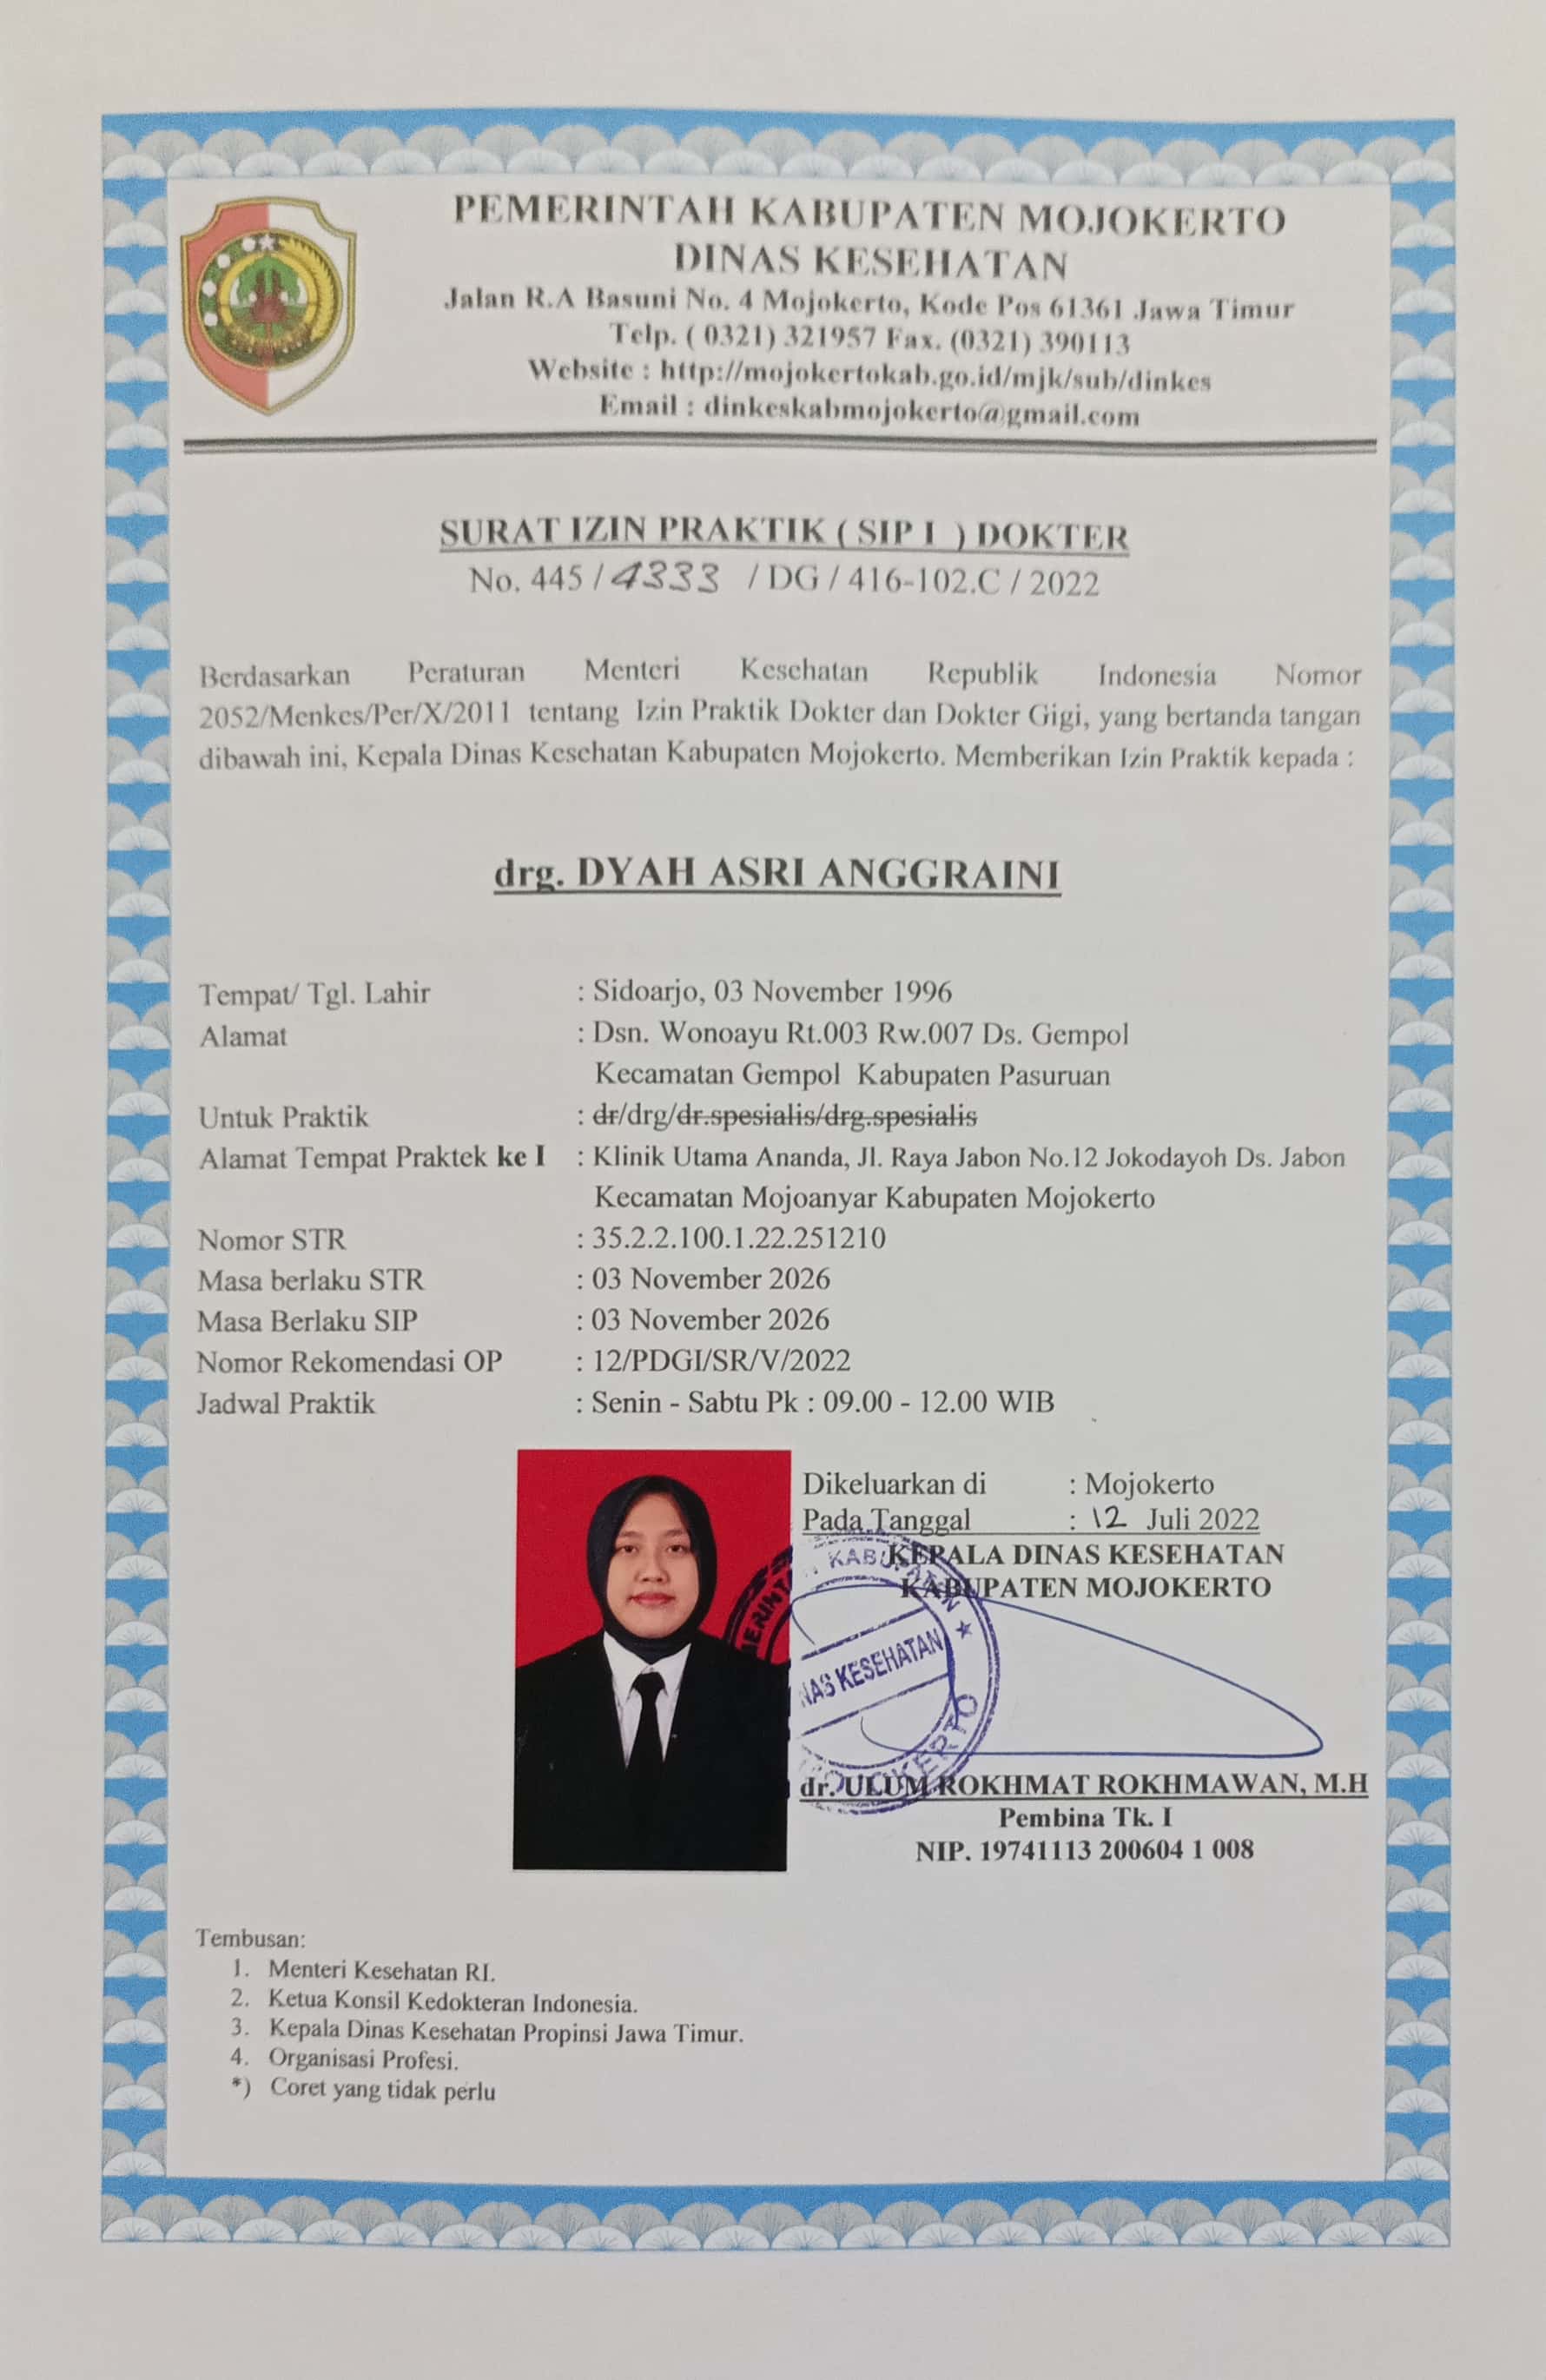 PEMERINTAH KABUPATEN MOJOKERTO
DINAS KESEHATAN
Jalan R.A Basuni No. 4 Mojokerto, Kode Pos 61361 Jawa Timur
Telp. ( 0321) 321957 Fax. (0321) 390113
Website : http://mojokertokab.go.id/mjk/sub/dinkes
Email : dinkeskabmojokerto@gmail.com
SURAT IZIN PRAKTIK ( SIP I ) DOKTER
No. 445 / 4333 / DG / 416-102.C / 2022
Berdasarkan Peraturan Menteri Kesehatan Republik Indonesia Nomor
2052/Menkes/Per/X/2011 tentang Izin Praktik Dokter dan Dokter Gigi, yang bertanda tangan
dibawah ini, Kepala Dinas Kesehatan Kabupaten Mojokerto. Memberikan Izin Praktik kepada :
drg. DYAH ASRI ANGGRAINI
Tempat/ Tgl. Lahir : Sidoarjo, 03 November 1996
Alamat : Dsn. Wonoayu Rt.003 Rw.007 Ds. Gempol
Kecamatan Gempol Kabupaten Pasuruan
Untuk Praktik : dr/drg/dr.spesialis/drg.spesialis
Alamat Tempat Praktek ke I : Klinik Utama Ananda, Jl. Raya Jabon No.12 Jokodayoh Ds. Jabon
Kecamatan Mojoanyar Kabupaten Mojokerto
Nomor STR : 35.2.2.100.1.22.251210
Masa berlaku STR : 03 November 2026
Masa Berlaku SIP : 03 November 2026
Nomor Rekomendasi OP : 12/PDGI/SR/V/2022
Jadwal Praktik : Senin - Sabtu Pk : 09.00 - 12.00 WIB
Dikeluarkan di : Mojokerto
Pada Tanggal : 12 Juli 2022
KEPALA DINAS KESEHATAN
KABUPATEN MOJOKERTO
KABUPATEN
NAS KESEHATAN
dr. ULUM ROKHMAT ROKHMAWAN, M.H
Pembina Tk. I
NIP. 19741113 200604 1 008
Tembusan:
1. Menteri Kesehatan RI.
2. Ketua Konsil Kedokteran Indonesia.
3. Kepala Dinas Kesehatan Propinsi Jawa Timur.
4. Organisasi Profesi.
*) Coret yang tidak perlu